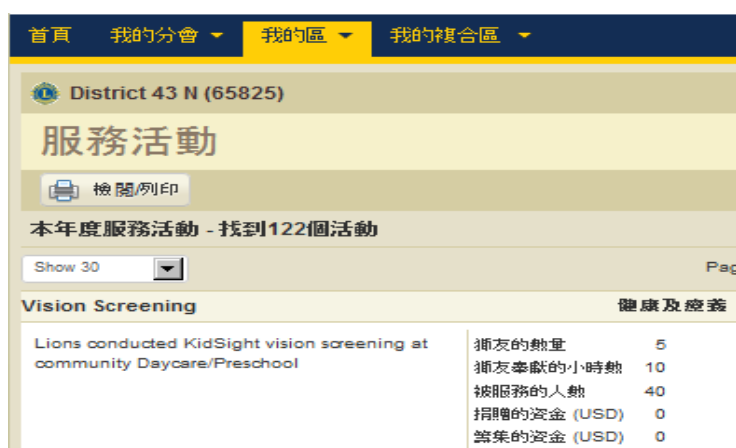 首頁 我的分會 我的區 我的複合區
District 43 N (65825)
服務活動
檢閱/列印
本年度服務活動 - 找到122個活動
Show 30
Vision Screening 健康及
Lions conducted KidSight vision screening at
community Daycare/Preschool
獅友的數量 5
獅友奉獻的小時數 10
被服務的人數 40
捐贈的資金 (USD) 0
籌集的資金 (USD) 0